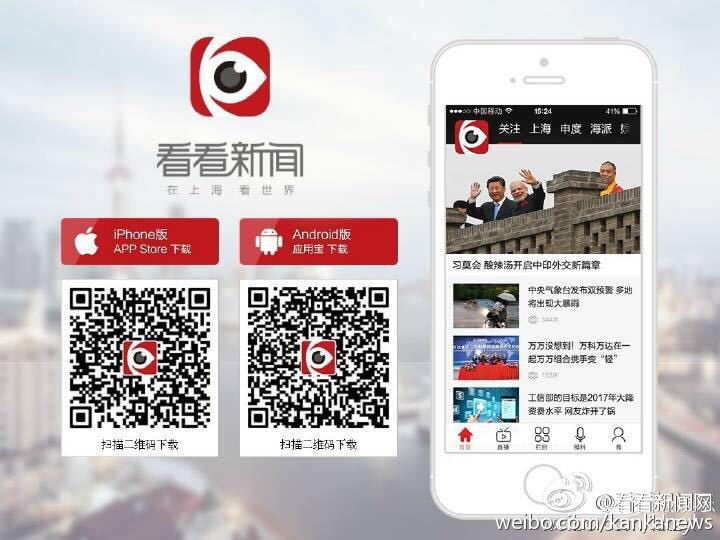 看看新闻
在上海 看世界
iPhone版
APP Store 下载
Android版
应用宝 下载
扫描二维码下载
扫描二维码下载
中国移动
15:24
41%
关注 上海 申度 海派
习莫会 酸辣汤开启中印外交新篇章
中央气象台发布双预警 多地
将出现大暴雨
3449
万万没想到！万科万达在一
起万万组合携手变“轻”
1229
工信部的目标是2017年大降
资费水平 网友炸开了锅
首页
直播
栏目
爆料
我
@看看新闻网
weibo.com/kankanews